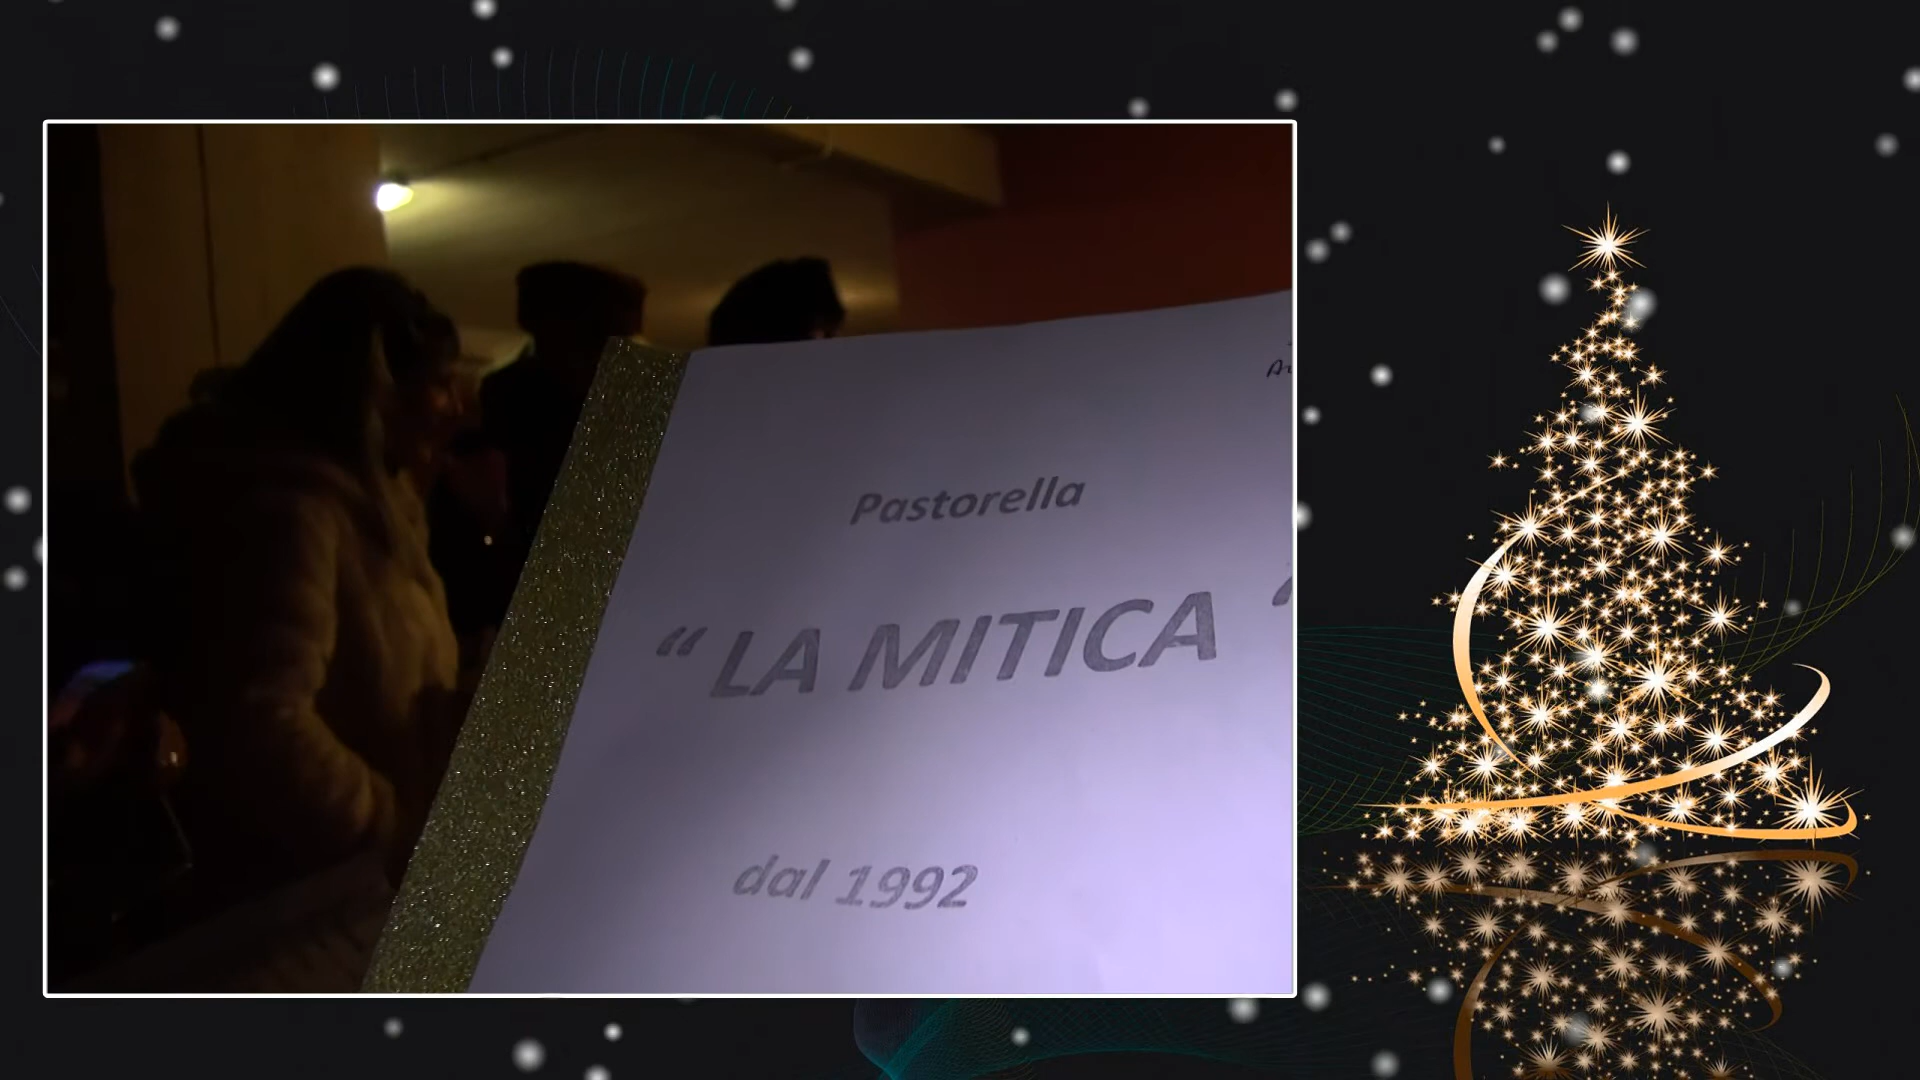 Pastorella
“ LA MITICA ”
dal 1992